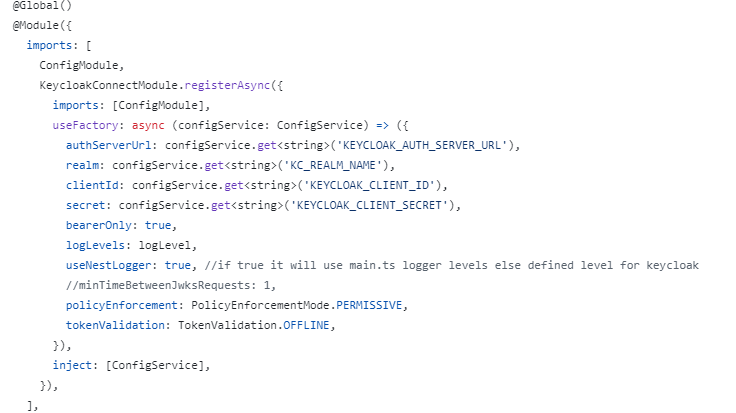 @Global()
@Module({
  imports: [
    ConfigModule,
    KeycloakConnectModule.registerAsync({
      imports: [ConfigModule],
      useFactory: async (configService: ConfigService) => ({
        authServerUrl: configService.get<string>('KEYCLOAK_AUTH_SERVER_URL'),
        realm: configService.get<string>('KC_REALM_NAME'),
        clientId: configService.get<string>('KEYCLOAK_CLIENT_ID'),
        secret: configService.get<string>('KEYCLOAK_CLIENT_SECRET'),
        bearerOnly: true,
        logLevels: logLevel,
        useNestLogger: true, //if true it will use main.ts logger levels else defined level for keycloak
        //minTimeBetweenJwksRequests: 1,
        policyEnforcement: PolicyEnforcementMode.PERMISSIVE,
        tokenValidation: TokenValidation.OFFLINE,
      }),
      inject: [ConfigService],
    }),
  ],